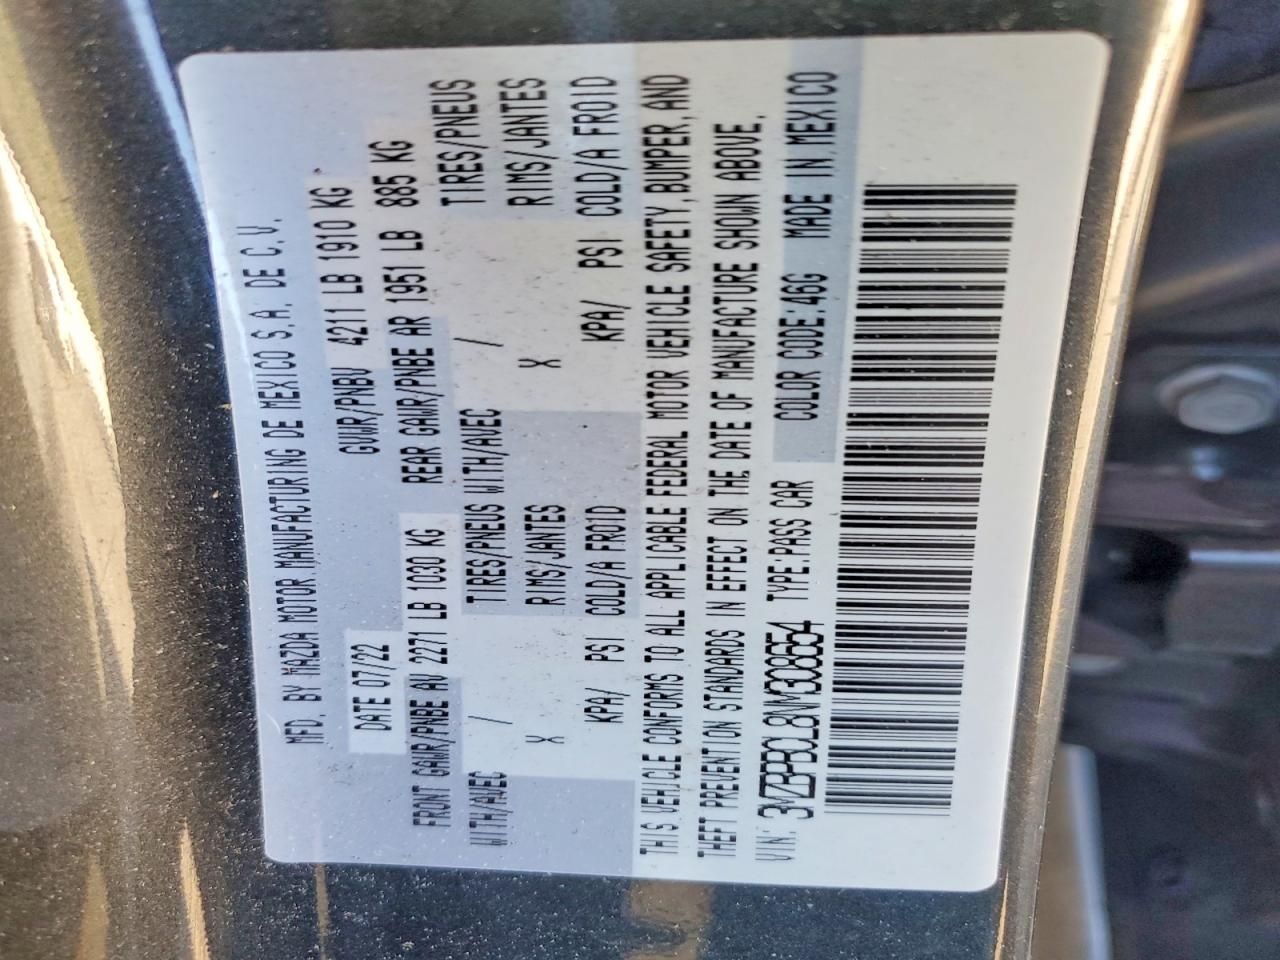 MFD. BY MAZDA MOTOR MANUFACTURING DE MEXICO S.A. DE C.V.
DATE 07/22 GVWR/PNBV 4211 LB 1910 KG
FRONT GAWR/PNBE AV 2271 LB 1030 KG REAR GAWR/PNBE AR 1951 LB 885 KG
WITH/AVEC / TIRES/PNEUS WITH/AVEC / TIRES/PNEUS
X RIMS/JANTES X RIMS/JANTES
KPA/ PSI COLD/A FROID KPA/ PSI COLD/A FROID
THIS VEHICLE CONFORMS TO ALL APPLICABLE FEDERAL MOTOR VEHICLE SAFETY, BUMPER, AND
THEFT PREVENTION STANDARDS IN EFFECT ON THE DATE OF MANUFACTURE SHOWN ABOVE.
VIN: 3MZBPBCL8NM308654 TYPE:PASS CAR COLOR CODE:46G MADE IN MEXICO